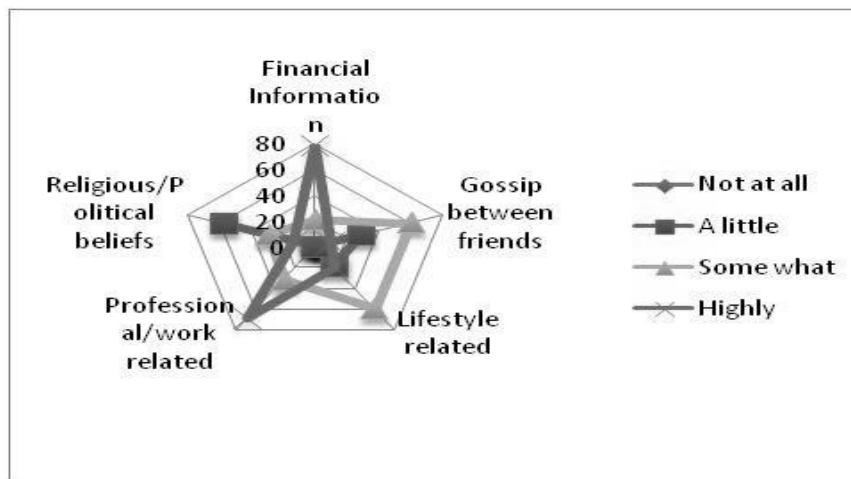 Financial
Informatio
n
80
60
40
20
0
Gossip
between
friends
Lifestyle
related
Profession
al/work
related
Religious/P
olitical
beliefs
Not at all
A little
Some what
Highly